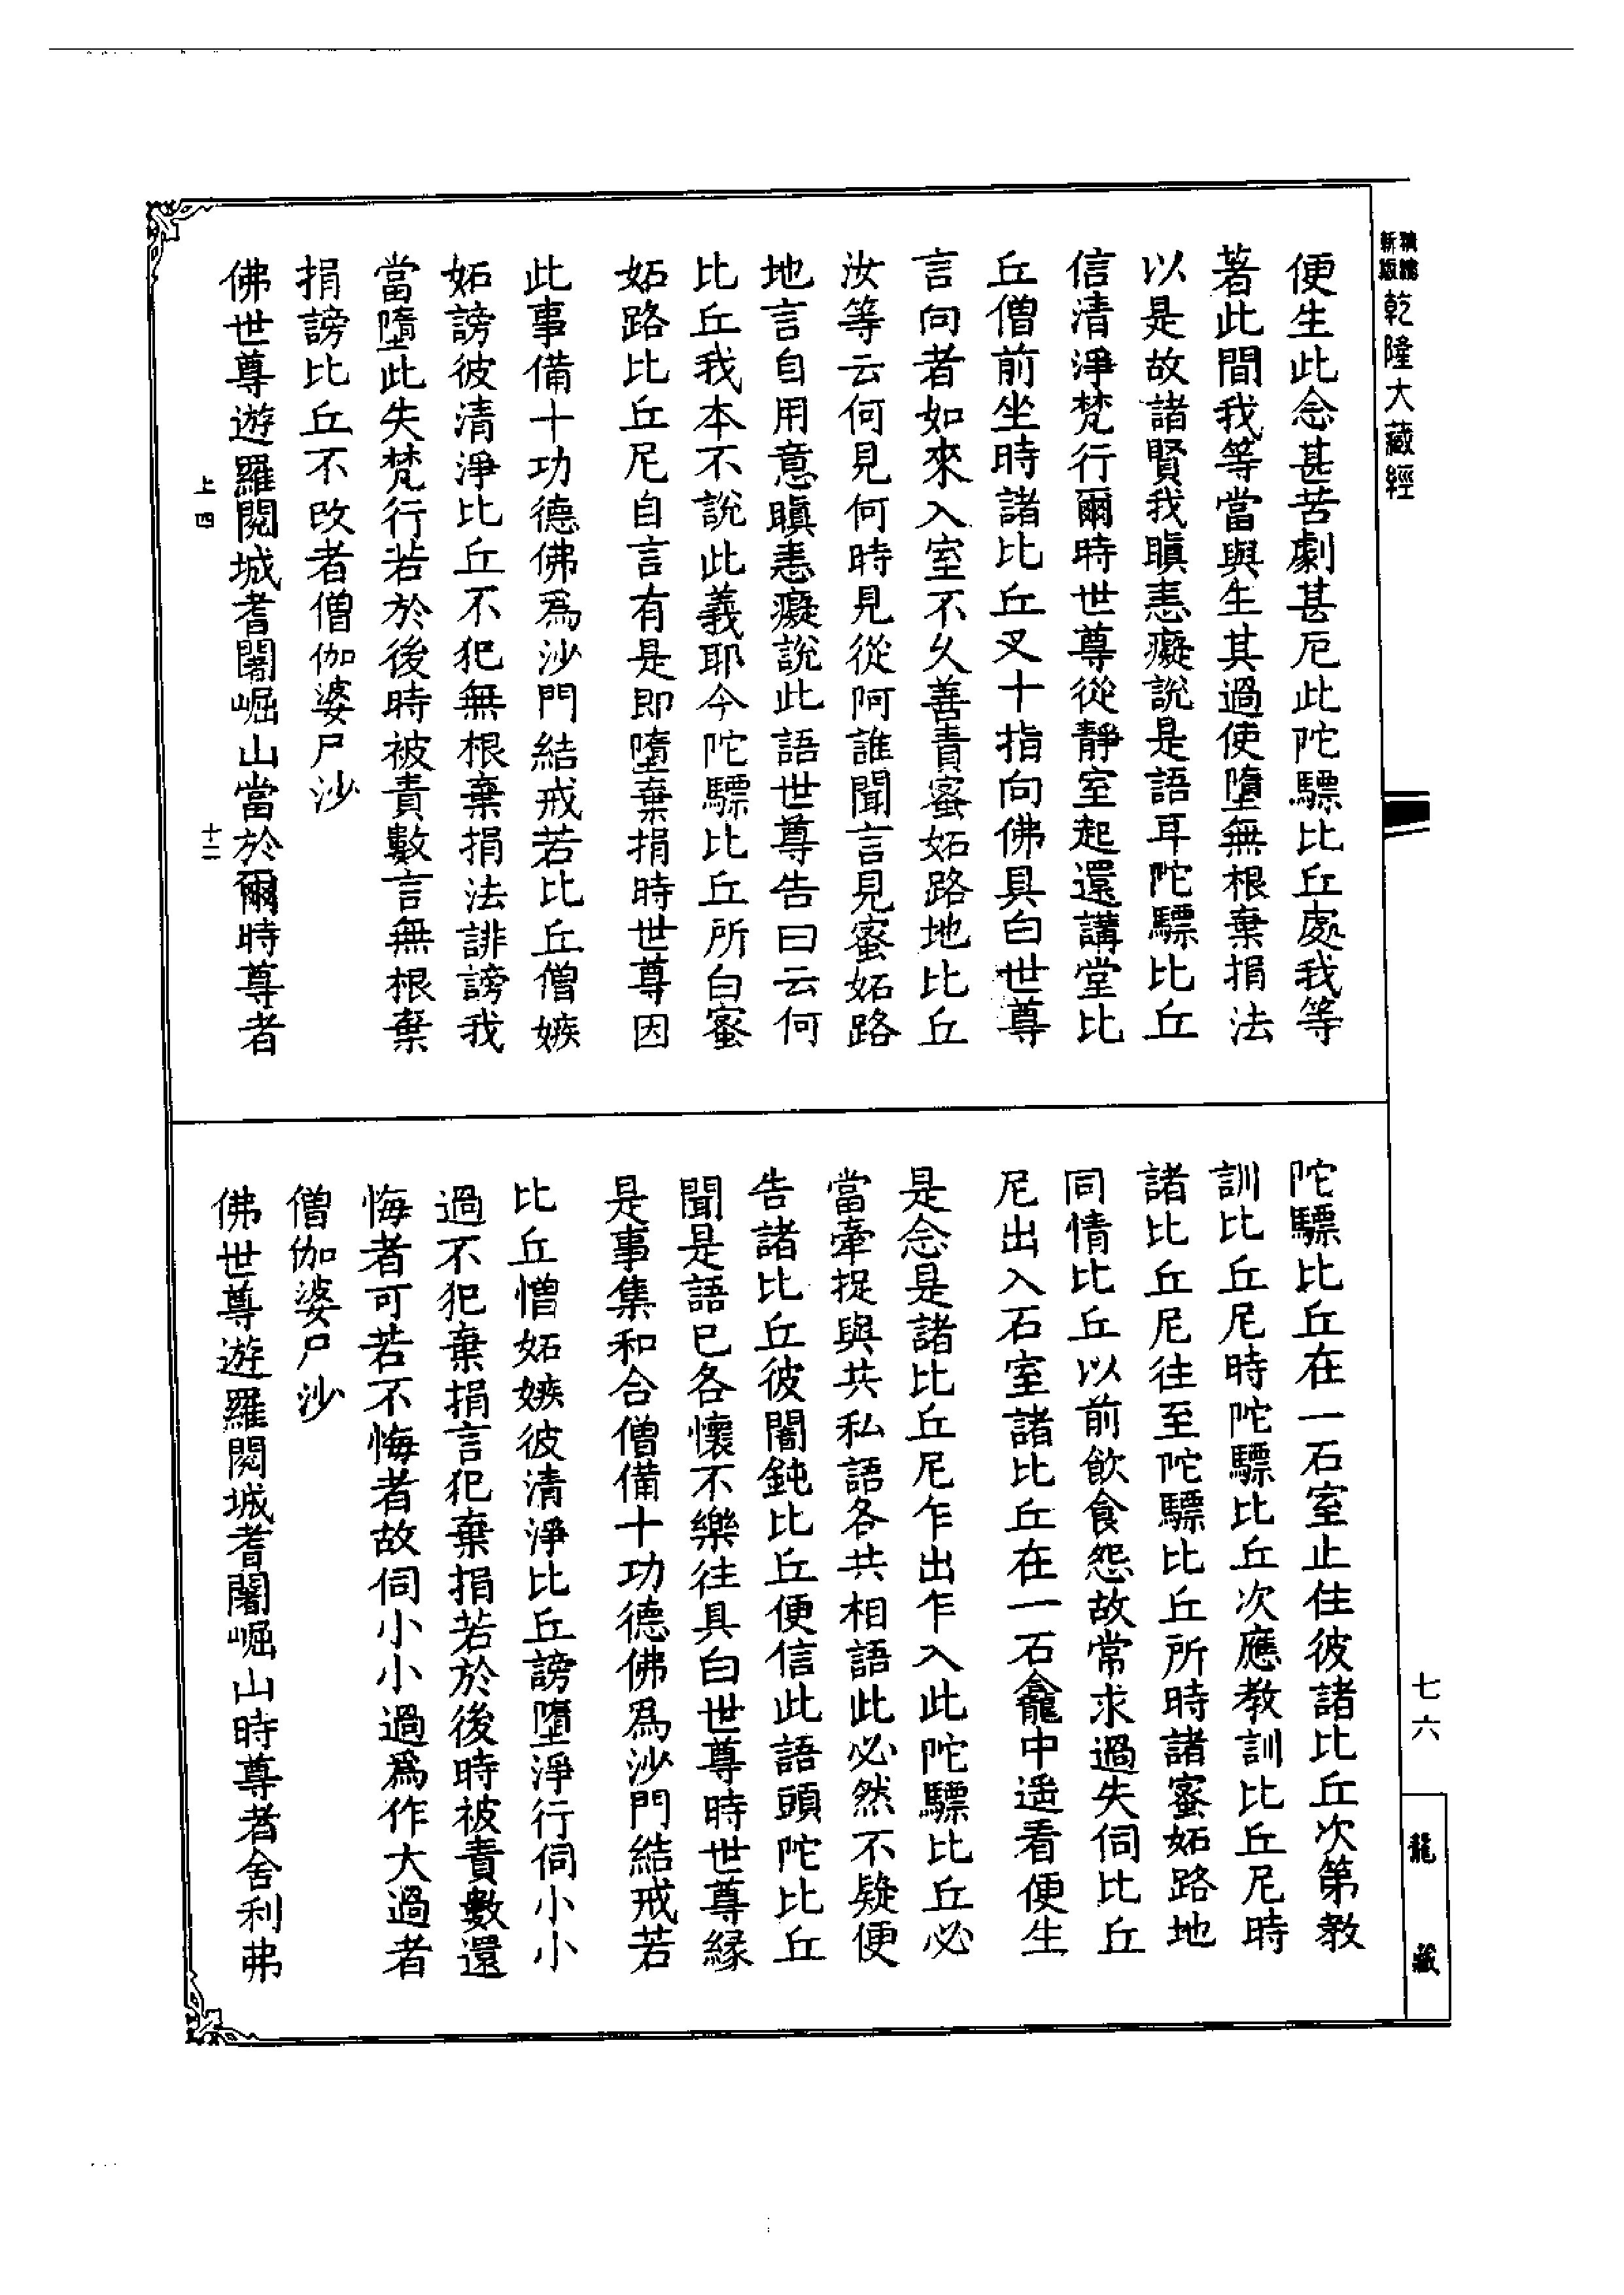 新版
精縮
乾隆大藏經
便生此念甚苦劇甚厄此陀驃比丘處我等
著此間我等當與生其過使墮無根棄捐法
以是故諸賢我瞋恚癡說是語耳陀驃比丘
信清淨梵行爾時世尊從靜室起還講堂比
丘僧前坐時諸比丘叉十指向佛具白世尊
言向者如來入室不久善責蜜妬路地比丘
汝等云何見何時見從阿誰聞言見蜜妬路
地言自用意瞋恚癡說此語世尊告曰云何
比丘我本不說此義耶今陀驃比丘所白蜜
妬路比丘尼自言有是即墮棄捐時世尊因
此事備十功德佛為沙門結戒若比丘僧嫉
妬謗彼清淨比丘不犯無根棄捐法誹謗我
當墮此失梵行若於後時被責數言無根棄
捐謗比丘不改者僧伽婆尸沙
佛世尊遊羅閱城耆闍崛山當於爾時尊者
上四
十二
陀驃比丘在一石室止住彼諸比丘次第教
訓比丘尼時陀驃比丘次應教訓比丘尼時
諸比丘尼往至陀驃比丘所時諸蜜妬路地
同情比丘以前飲食怨故常求過失伺比丘
尼出入石室諸比丘在一石龕中遥看便生
是念是諸比丘尼乍出乍入此陀驃比丘必
當牽捉與共私語各共相語此必然不疑便
告諸比丘彼闇鈍比丘便信此語頭陀比丘
聞是語已各懷不樂往具白世尊時世尊緣
是事集和合僧備十功德佛為沙門結戒若
比丘憎妬嫉彼清淨比丘謗墮淨行伺小小
過不犯棄捐言犯棄捐若於後時被責數還
悔者可若不悔者故伺小小過為作大過者
僧伽婆尸沙
佛世尊遊羅閱城耆闍崛山時尊者舍利弗
七六
龍藏